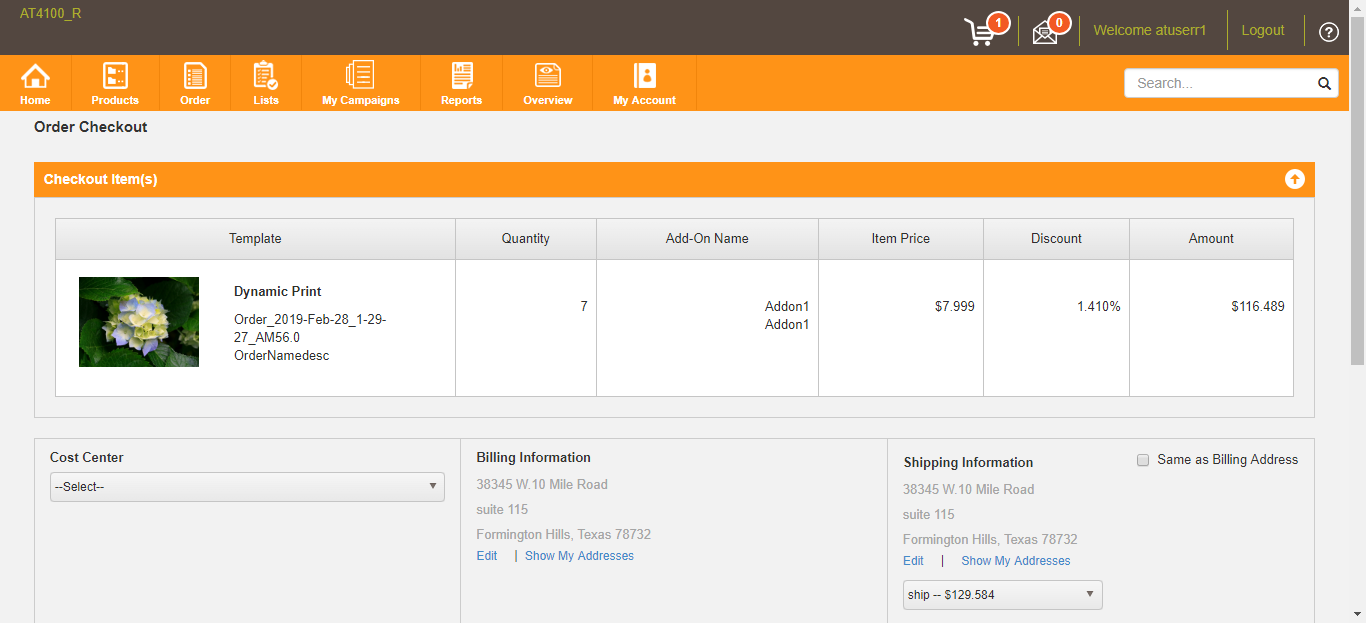 AT4100_R
1
0
Welcome atuserr1
Logout
?
Home
Products
Order
Lists
My Campaigns
Reports
Overview
My Account
Search...
Order Checkout
Checkout Item(s)
Template
Quantity
Add-On Name
Item Price
Discount
Amount
Dynamic Print
Order_2019-Feb-28_1-29-
27_AM56.0
OrderNamedesc
7
Addon1
Addon1
$7.999
1.410%
$116.489
Cost Center
--Select--
Billing Information
38345 W.10 Mile Road
suite 115
Formington Hills, Texas 78732
Edit | Show My Addresses
Shipping Information
Same as Billing Address
38345 W.10 Mile Road
suite 115
Formington Hills, Texas 78732
Edit | Show My Addresses
ship -- $129.584